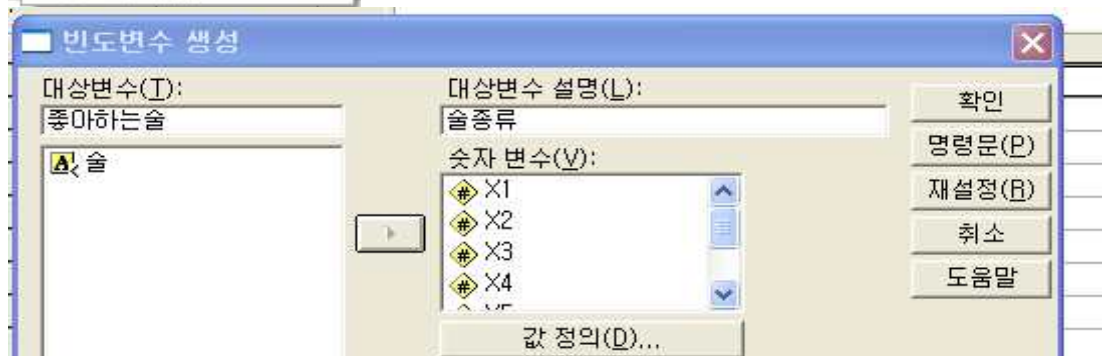 빈도변수 생성
대상변수(T):
좋아하는술
술
대상변수 설명(L):
술종류
숫자 변수(V):
X1
X2
X3
X4
값 정의(D)...
확인
명령문(P)
재설정(R)
취소
도움말